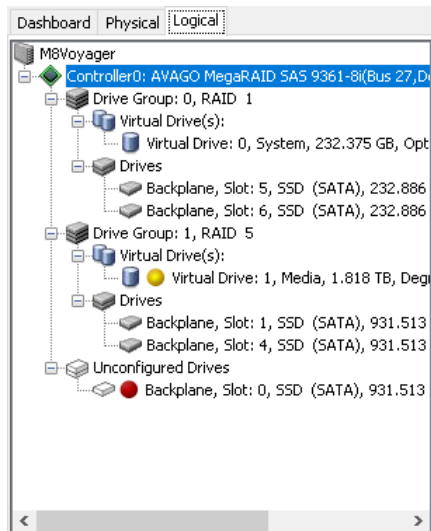 Dashboard Physical Logical
M8Voyager
Controller0: AVAGO MegaRAID SAS 9361-8i(Bus 27,D
Drive Group: 0, RAID 1
Virtual Drive(s):
Virtual Drive: 0, System, 232.375 GB, Opt
Drives
Backplane, Slot: 5, SSD (SATA), 232.886
Backplane, Slot: 6, SSD (SATA), 232.886
Drive Group: 1, RAID 5
Virtual Drive(s):
Virtual Drive: 1, Media, 1.818 TB, Degr
Drives
Backplane, Slot: 1, SSD (SATA), 931.513
Backplane, Slot: 4, SSD (SATA), 931.513
Unconfigured Drives
Backplane, Slot: 0, SSD (SATA), 931.513